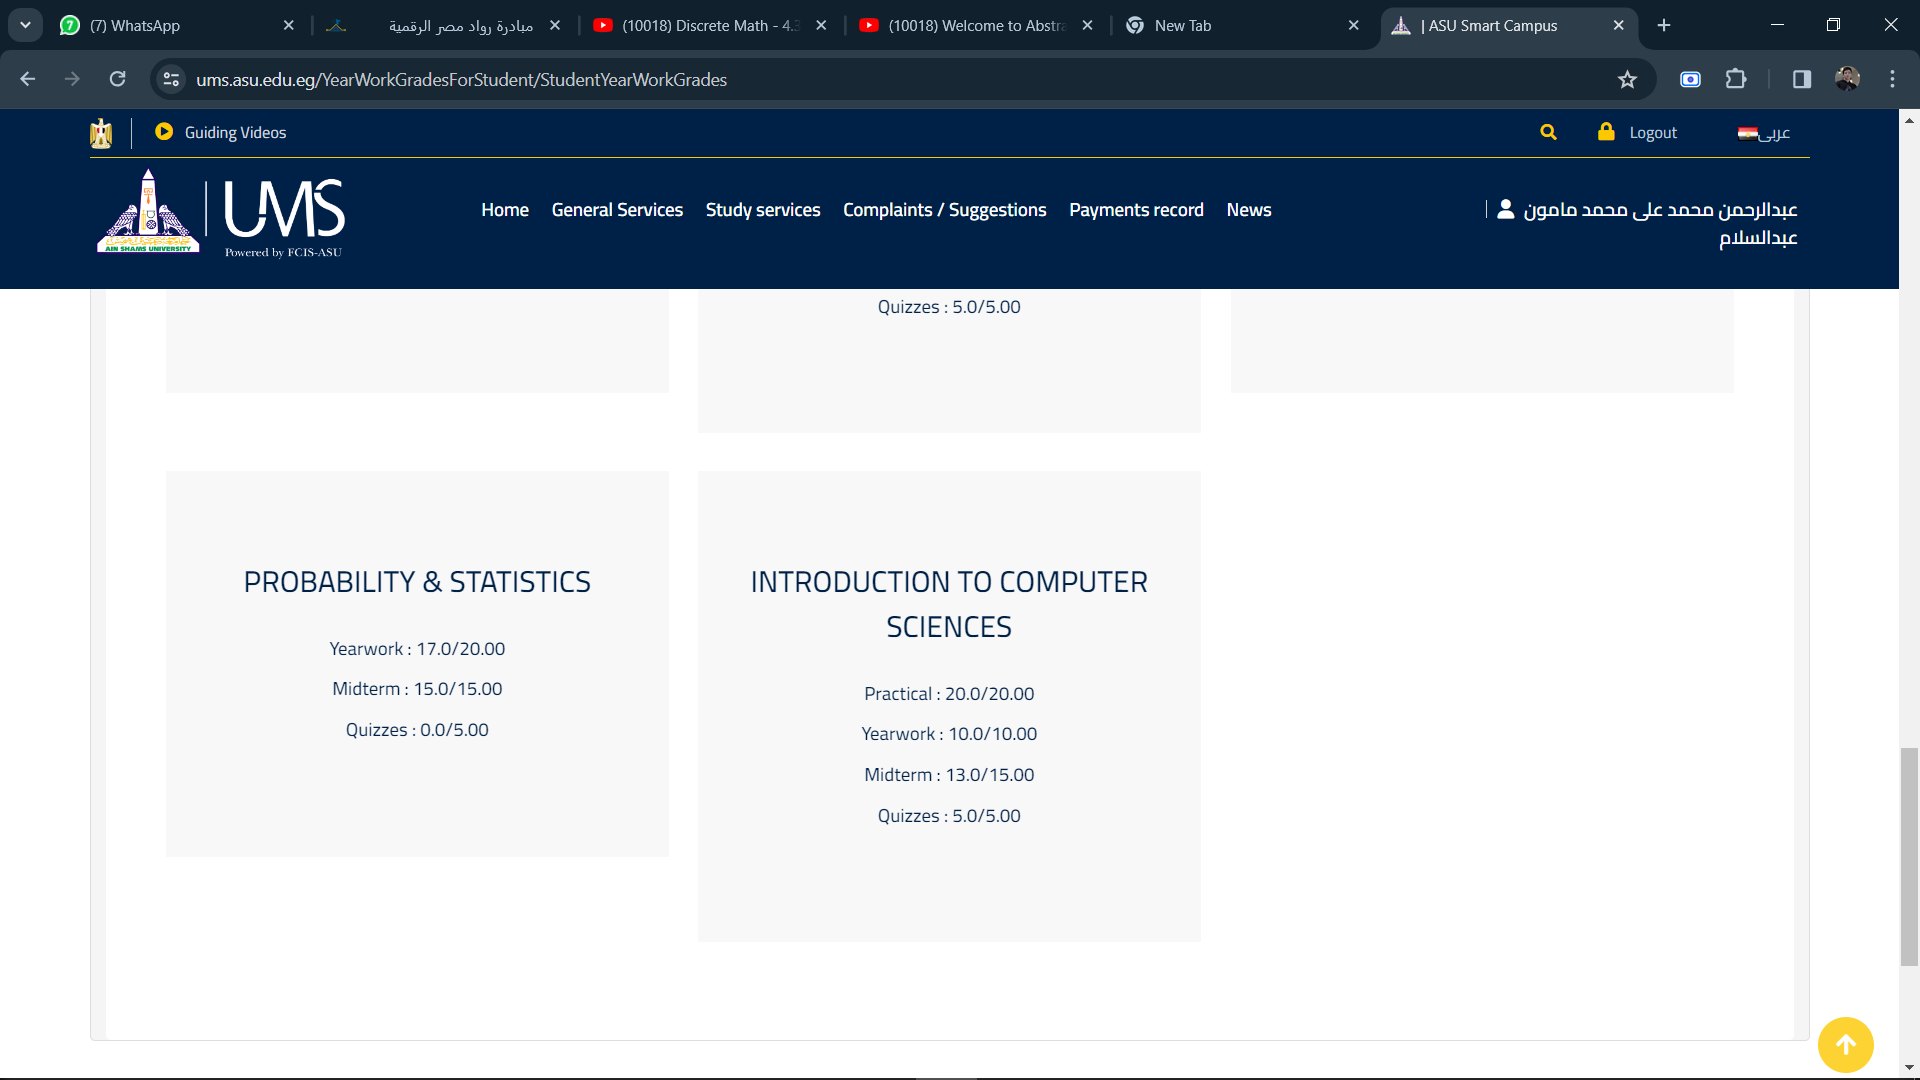 (7) WhatsApp
مبادرة رواد مصر الرقمية
(10018) Discrete Math - 4.3
(10018) Welcome to Abstra
New Tab
| ASU Smart Campus
ums.asu.edu.eg/YearWorkGradesForStudent/StudentYearWorkGrades
Guiding Videos
Logout
عربى
AIN SHAMS UNIVERSITY
UMS
Powered by FCIS-ASU
Home
General Services
Study services
Complaints / Suggestions
Payments record
News
عبدالرحمن محمد على محمد مامون
عبدالسلام
Quizzes : 5.0/5.00
PROBABILITY & STATISTICS
Yearwork : 17.0/20.00
Midterm : 15.0/15.00
Quizzes : 0.0/5.00
INTRODUCTION TO COMPUTER
SCIENCES
Practical : 20.0/20.00
Yearwork : 10.0/10.00
Midterm : 13.0/15.00
Quizzes : 5.0/5.00